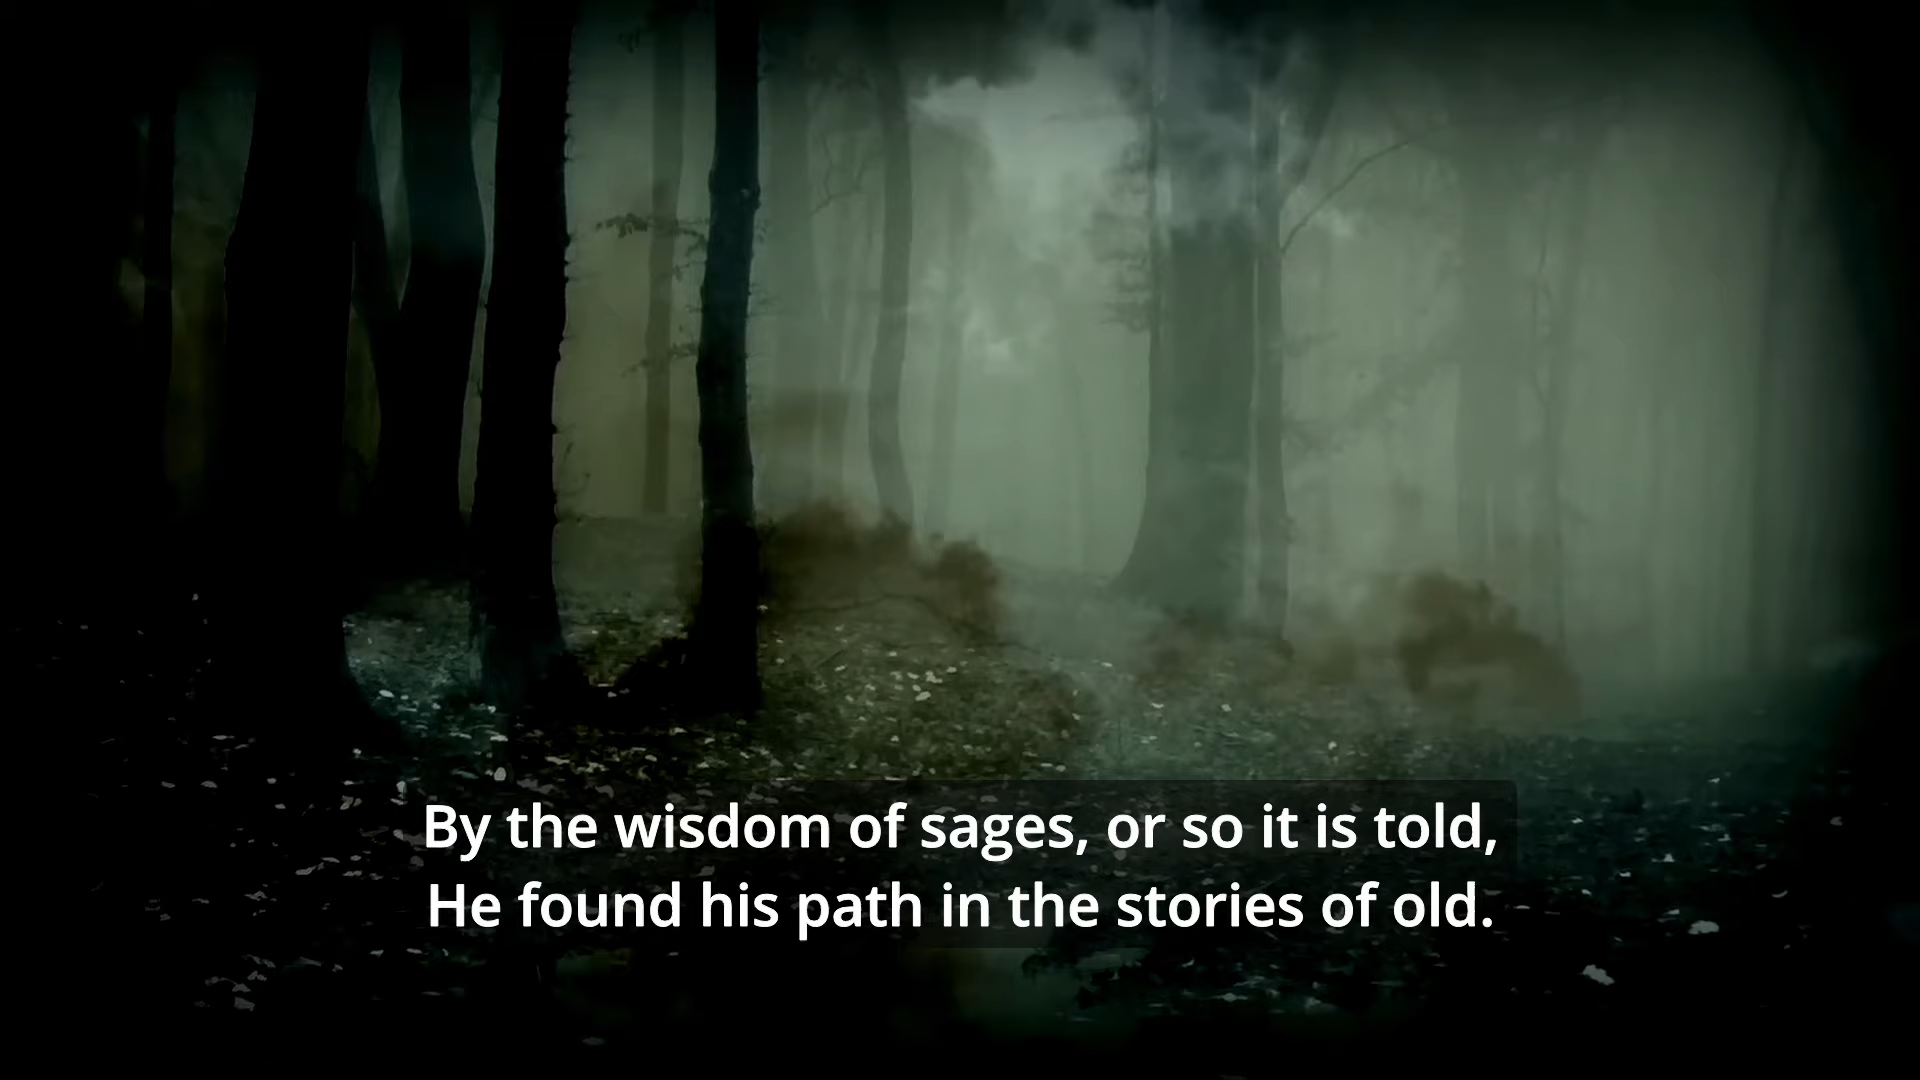 By the wisdom of sages, or so it is told,
He found his path in the stories of old.